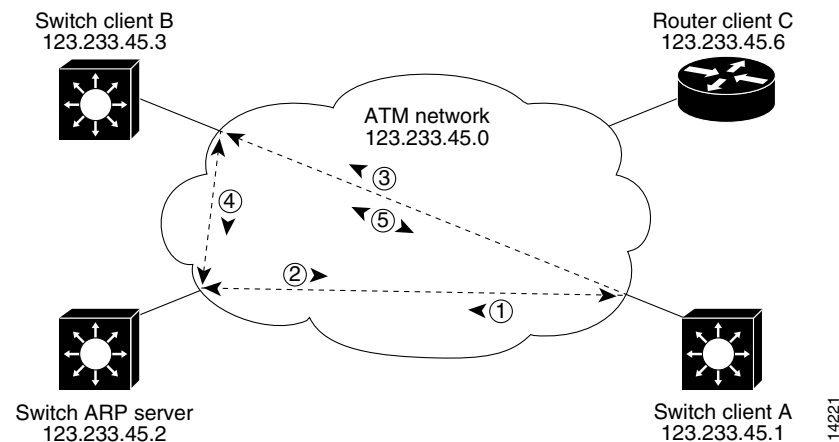 Switch client B
123.233.45.3
Router client C
123.233.45.6
ATM network
123.233.45.0
3
4
5
2
1
Switch ARP server
123.233.45.2
Switch client A
123.233.45.1
14221